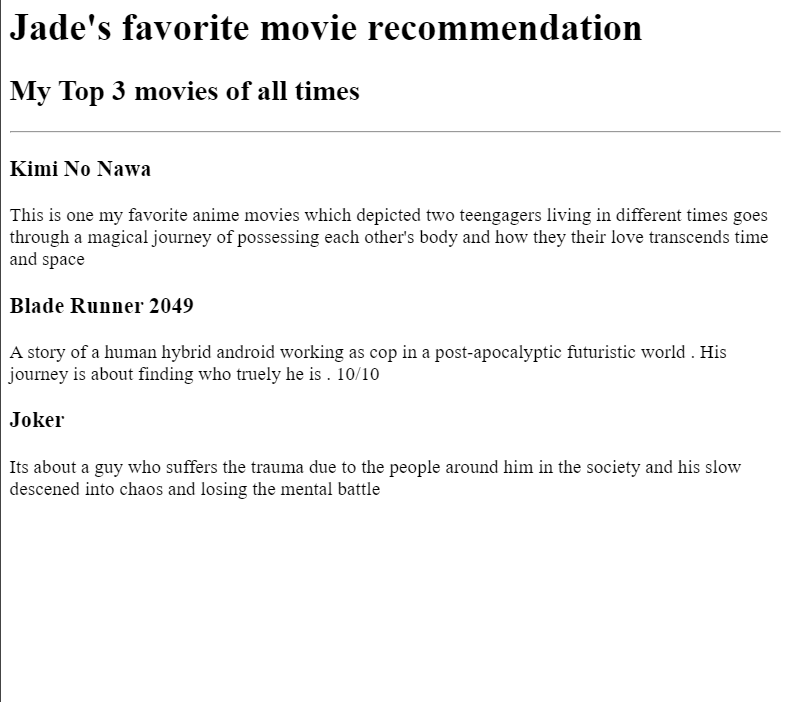 Jade's favorite movie recommendation
My Top 3 movies of all times
Kimi No Nawa
This is one my favorite anime movies which depicted two teengagers living in different times goes
through a magical journey of possessing each other's body and how they their love transcends time
and space
Blade Runner 2049
A story of a human hybrid android working as cop in a post-apocalyptic futuristic world . His
journey is about finding who truely he is . 10/10
Joker
Its about a guy who suffers the trauma due to the people around him in the society and his slow
descened into chaos and losing the mental battle